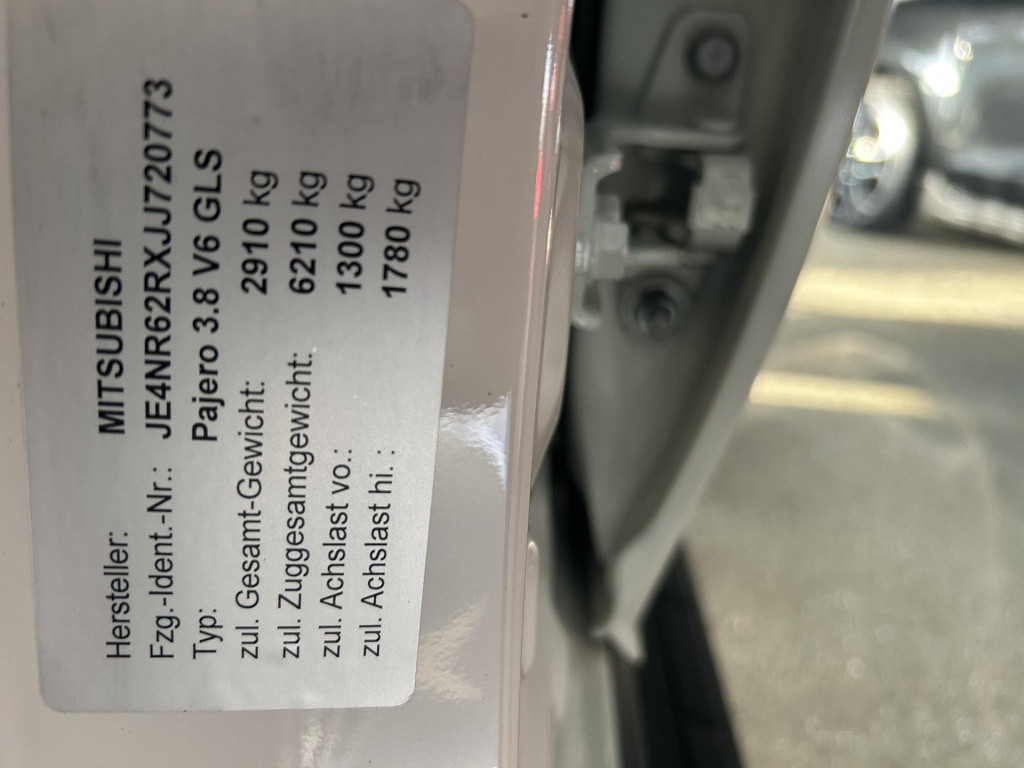 Hersteller: MITSUBISHI
Fzg.-Ident.-Nr.: JE4NR62RXJJ720773
Typ: Pajero 3.8 V6 GLS
zul. Gesamt-Gewicht: 2910 kg
zul. Zuggesamtgewicht: 6210 kg
zul. Achslast vo.: 1300 kg
zul. Achslast hi. : 1780 kg